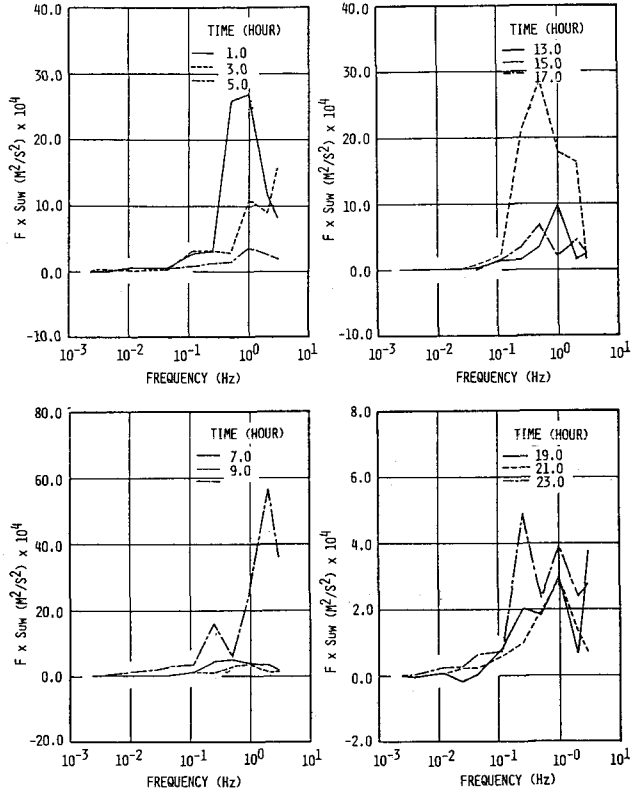 40.0
TIME (HOUR)
1.0
3.0
5.0
30.0
20.0
10.0
0.0
-10.0
F x SUW (M²/S²) x 10⁴
10⁻³ 10⁻² 10⁻¹ 10⁰ 10¹
FREQUENCY (Hz)
40.0
TIME (HOUR)
13.0
15.0
17.0
30.0
20.0
10.0
0.0
-10.0
F x SUW (M²/S²) x 10⁴
10⁻³ 10⁻² 10⁻¹ 10⁰ 10¹
FREQUENCY (Hz)
80.0
TIME (HOUR)
7.0
9.0
60.0
40.0
20.0
0.0
-20.0
F x SUW (M²/S²) x 10⁴
10⁻³ 10⁻² 10⁻¹ 10⁰ 10¹
FREQUENCY (Hz)
8.0
TIME (HOUR)
19.0
21.0
23.0
6.0
4.0
2.0
0.0
-2.0
F x SUW (M²/S²) x 10⁴
10⁻³ 10⁻² 10⁻¹ 10⁻⁰ 10¹
FREQUENCY (Hz)